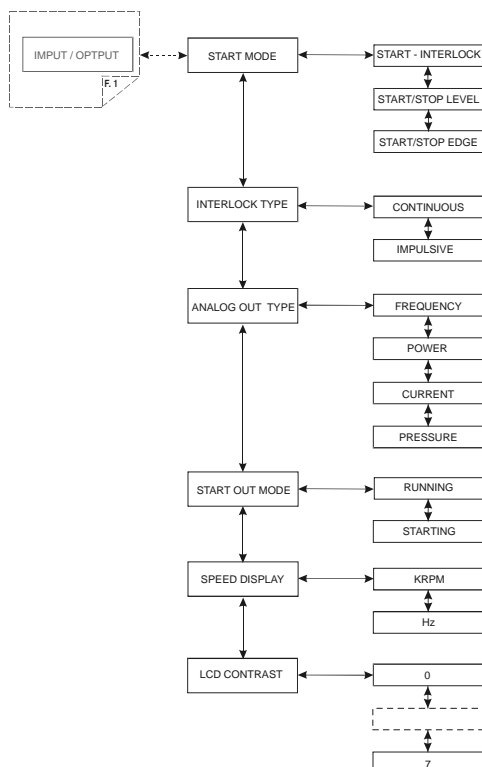 IMPUT / OPTPUT
F. 1
START MODE
START - INTERLOCK
START/STOP LEVEL
START/STOP EDGE
INTERLOCK TYPE
CONTINUOUS
IMPULSIVE
ANALOG OUT TYPE
FREQUENCY
POWER
CURRENT
PRESSURE
START OUT MODE
RUNNING
STARTING
SPEED DISPLAY
KRPM
Hz
LCD CONTRAST
0
7